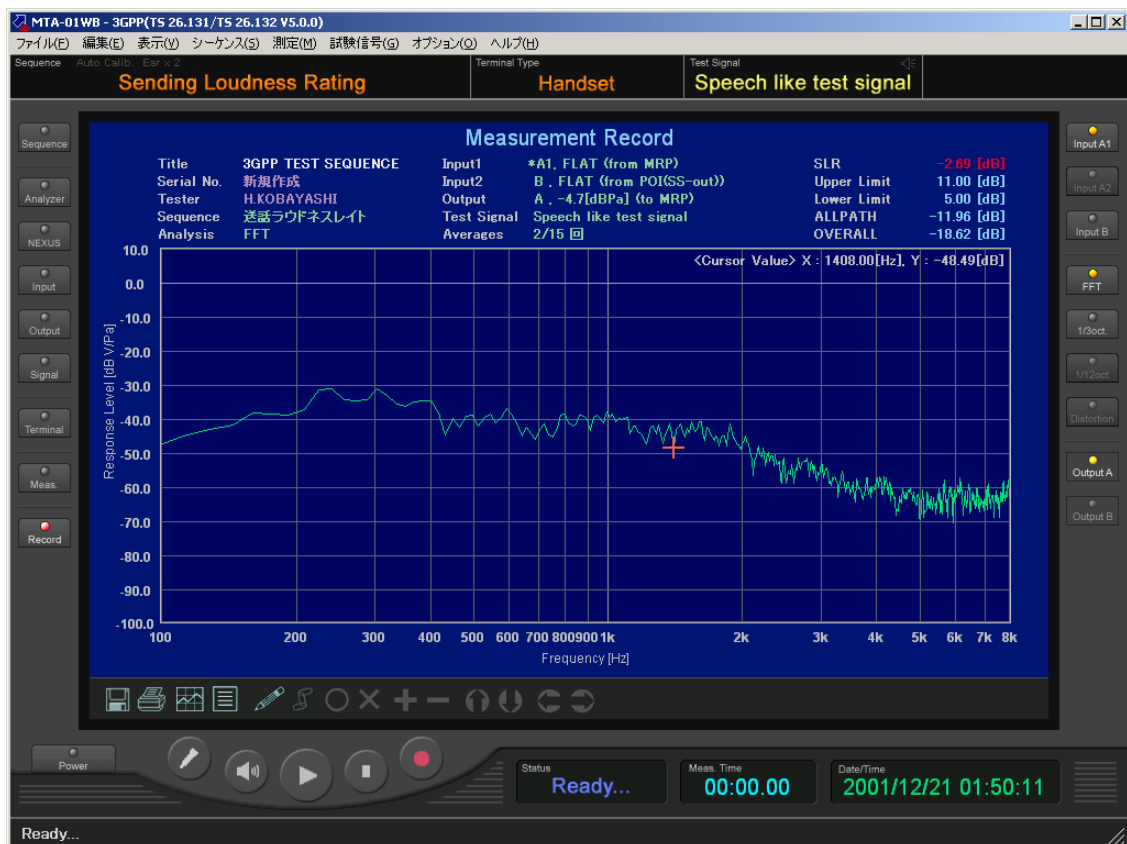 MTA-01WB - 3GPP(TS 26.131/TS 26.132 V5.0.0)
ファイル(F) 編集(E) 表示(V) シーケンス(S) 測定(M) 試験信号(G) オプション(O) ヘルプ(H)
Sequence Auto Calib. Ear × 2 Terminal Type Test Signal
Sending Loudness Rating Handset Speech like test signal
Measurement Record
Title 3GPP TEST SEQUENCE Input1 *A1, FLAT (from MRP) SLR -2.69 [dB]
Serial No. 新規作成 Input2 B , FLAT (from POI(SS-out)) Upper Limit 11.00 [dB]
Tester H.KOBAYASHI Output A , -4.7[dBPa] (to MRP) Lower Limit 5.00 [dB]
Sequence 送話ラウドネスレイト Test Signal Speech like test signal ALLPATH -11.96 [dB]
Analysis FFT Averages 2/15 回 OVERALL -18.62 [dB]
<Cursor Value> X : 1408.00[Hz], Y : -48.49[dB]
10.0
0.0
-10.0
-20.0
-30.0
-40.0
-50.0
-60.0
-70.0
-80.0
-90.0
-100.0
Response Level [dB V/Pa]
100 200 300 400 500 600 700 800 900 1k 2k 3k 4k 5k 6k 7k 8k
Frequency [Hz]
Sequence
Analyzer
NEXUS
Input
Output
Signal
Terminal
Meas.
Record
Input A1
Input A2
Input B
FFT
1/3oct.
1/12oct.
Distortion
Output A
Output B
Power
Status
Ready...
Meas. Time
00:00.00
Date/Time
2001/12/21 01:50:11
Ready...